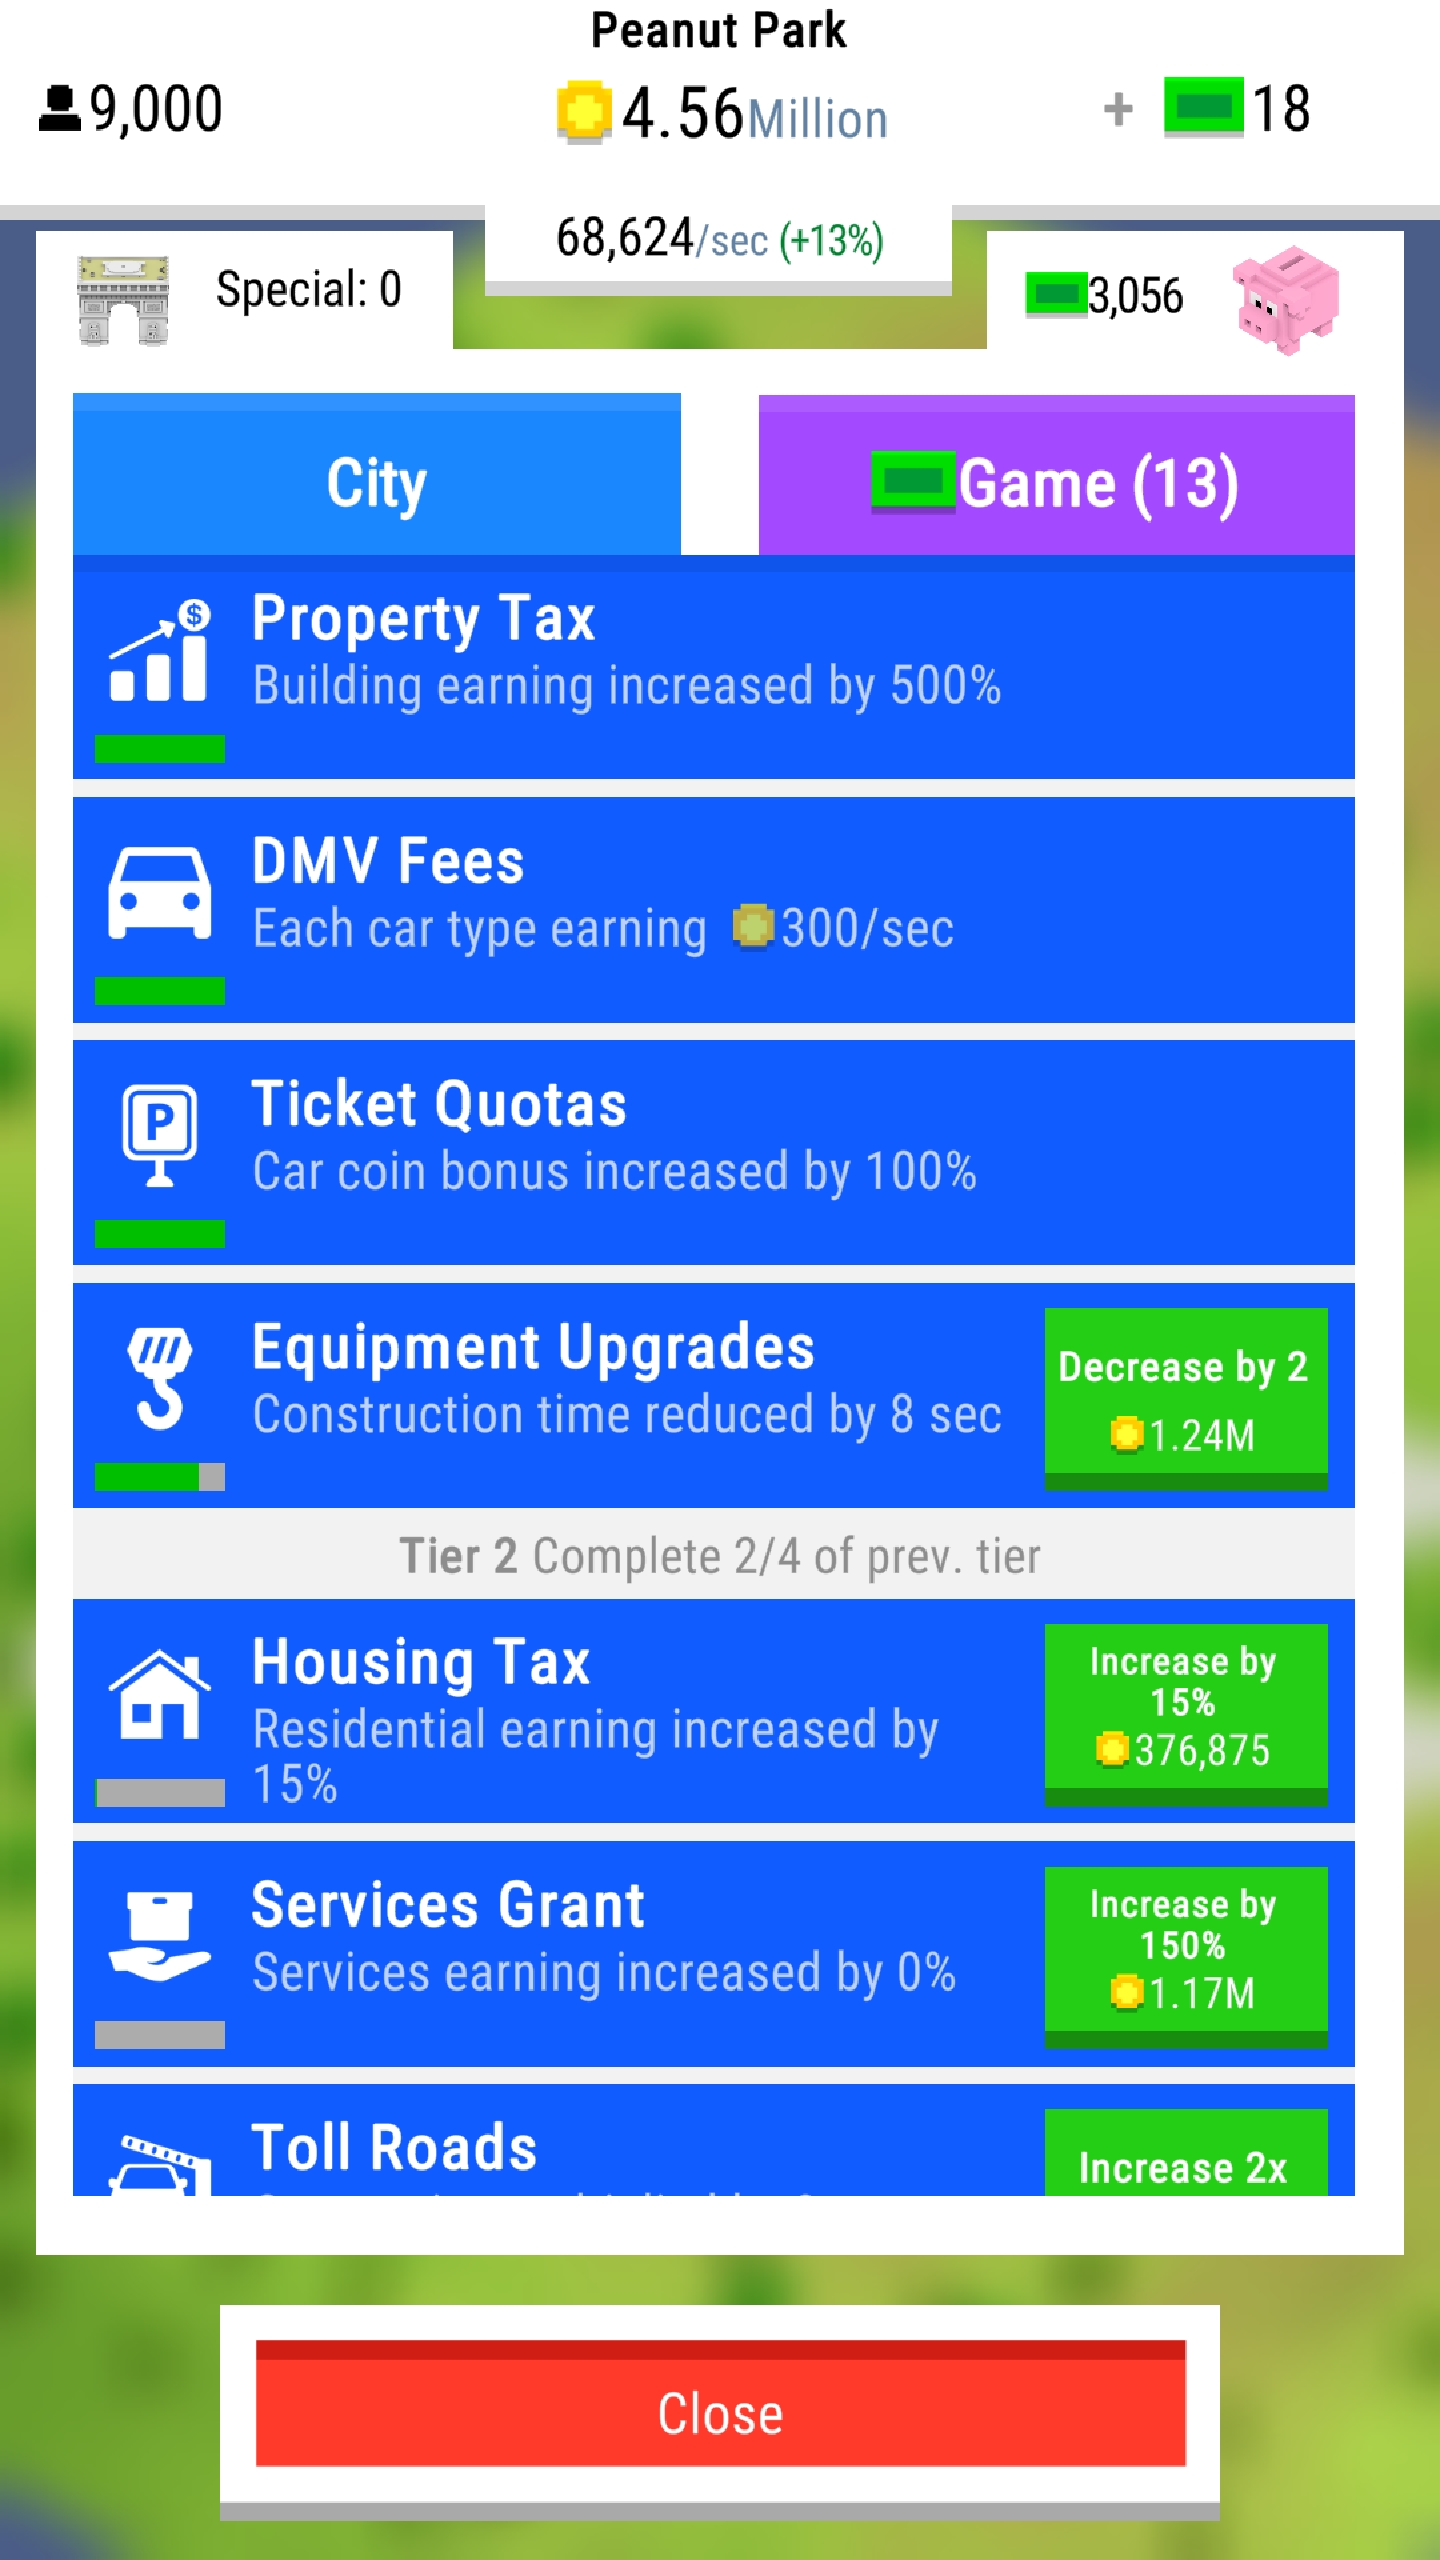 Peanut Park
9,000
4.56Million
+ 18
68,624/sec (+13%)
Special: 0
3,056
City
Game (13)
$
Property Tax
Building earning increased by 500%
DMV Fees
Each car type earning 300/sec
P
Ticket Quotas
Car coin bonus increased by 100%
Equipment Upgrades
Construction time reduced by 8 sec
Decrease by 2
1.24M
Tier 2 Complete 2/4 of prev. tier
Housing Tax
Residential earning increased by
15%
Increase by
15%
376,875
Services Grant
Services earning increased by 0%
Increase by
150%
1.17M
Toll Roads
Increase 2x
Close